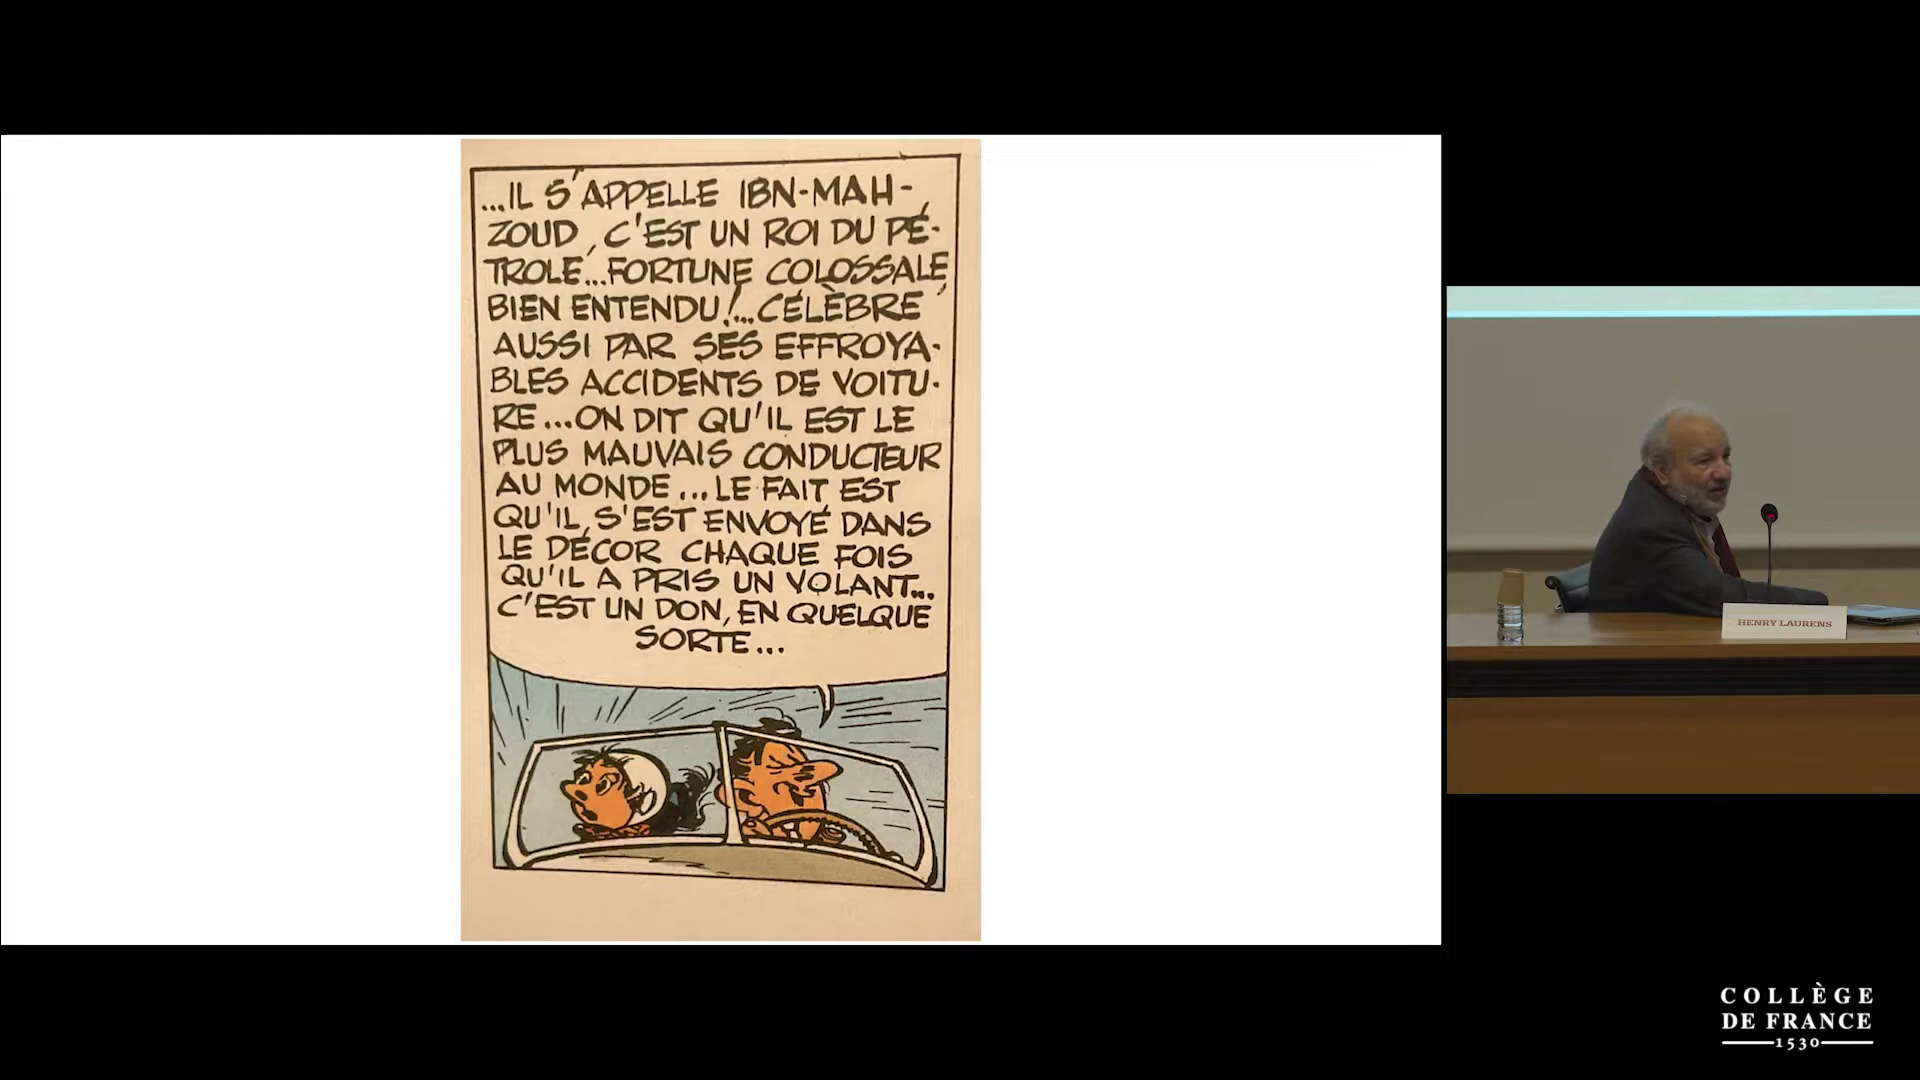 ...IL S'APPELLE IBN-MAH-
ZOUD, C'EST UN ROI DU PÉ-
TROLE...FORTUNE COLOSSALE,
BIEN ENTENDU!...CÉLÈBRE
AUSSI PAR SES EFFROYA-
BLES ACCIDENTS DE VOITU-
RE...ON DIT QU'IL EST LE
PLUS MAUVAIS CONDUCTEUR
AU MONDE...LE FAIT EST
QU'IL S'EST ENVOYÉ DANS
LE DÉCOR CHAQUE FOIS
QU'IL A PRIS UN VOLANT...
C'EST UN DON, EN QUELQUE
SORTE...
HENRY LAURENS
COLLÈGE
DE FRANCE
1530